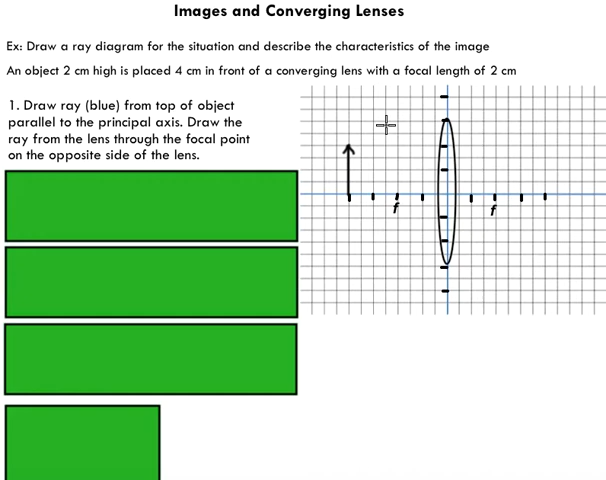 Images and Converging Lenses
Ex: Draw a ray diagram for the situation and describe the characteristics of the image
An object 2 cm high is placed 4 cm in front of a converging lens with a focal length of 2 cm
1. Draw ray (blue) from top of object
parallel to the principal axis. Draw the
ray from the lens through the focal point
on the opposite side of the lens.
f f